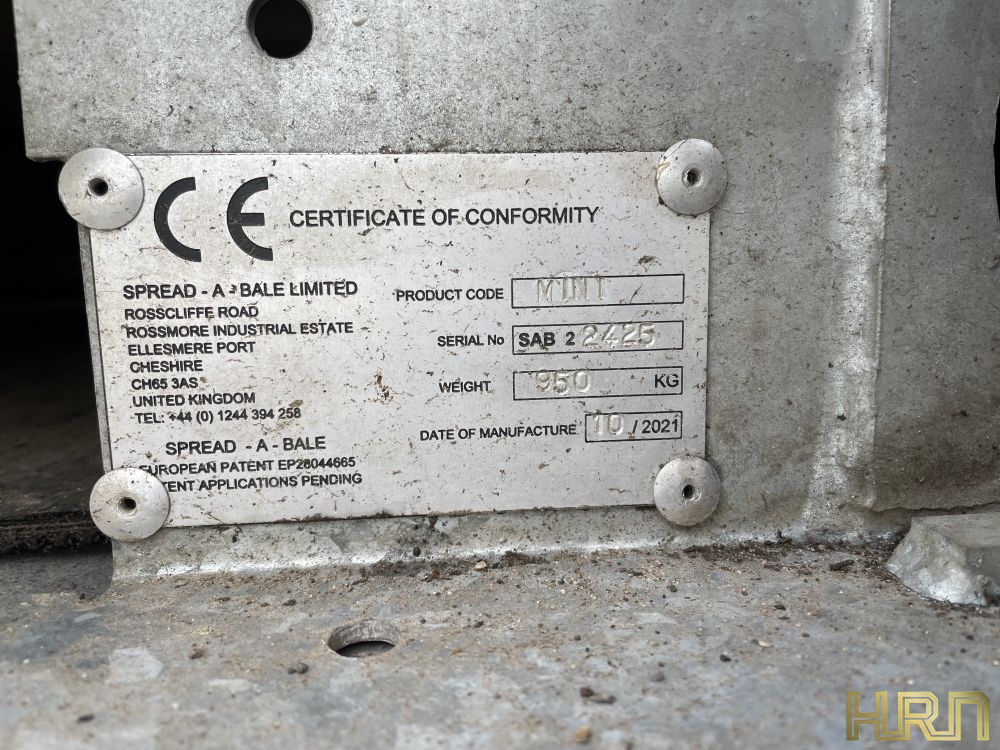 CE CERTIFICATE OF CONFORMITY
SPREAD - A - BALE LIMITED
ROSSCLIFFE ROAD
ROSSMORE INDUSTRIAL ESTATE
ELLESMERE PORT
CHESHIRE
CH65 3AS
UNITED KINGDOM
TEL: +44 (0) 1244 394 258
SPREAD - A - BALE
EUROPEAN PATENT EP28044665
APPLICATIONS PENDING
PRODUCT CODE MINI
SERIAL No SAB 2 2425
WEIGHT 950 KG
DATE OF MANUFACTURE 10 / 2021
HRN